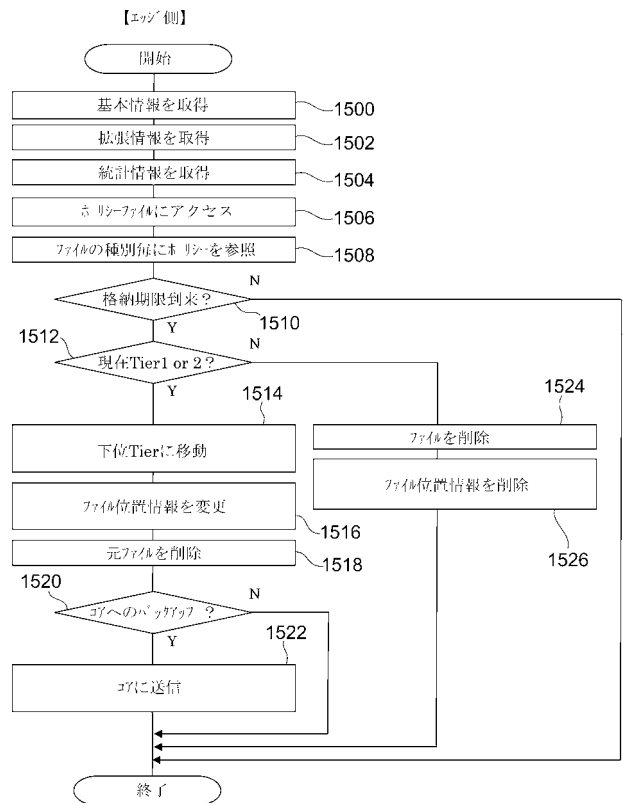 【ｴｯｼﾞ側】
開始
基本情報を取得
1500
拡張情報を取得
1502
統計情報を取得
1504
ﾎﾟﾘｼｰﾌｧｲﾙにアクセス
1506
ﾌｧｲﾙの種別毎にﾎﾟﾘｼｰを参照
1508
格納期限到来？
N
1510
Y
1512
現在Tier1 or 2？
N
Y
1514
下位Tierに移動
1524
ﾌｧｲﾙを削除
ﾌｧｲﾙ位置情報を変更
1516
ﾌｧｲﾙ位置情報を削除
1526
元ﾌｧｲﾙを削除
1518
1520
ｺｱへのﾊﾞｯｸｱｯﾌﾟ？
N
Y
1522
ｺｱに送信
終了